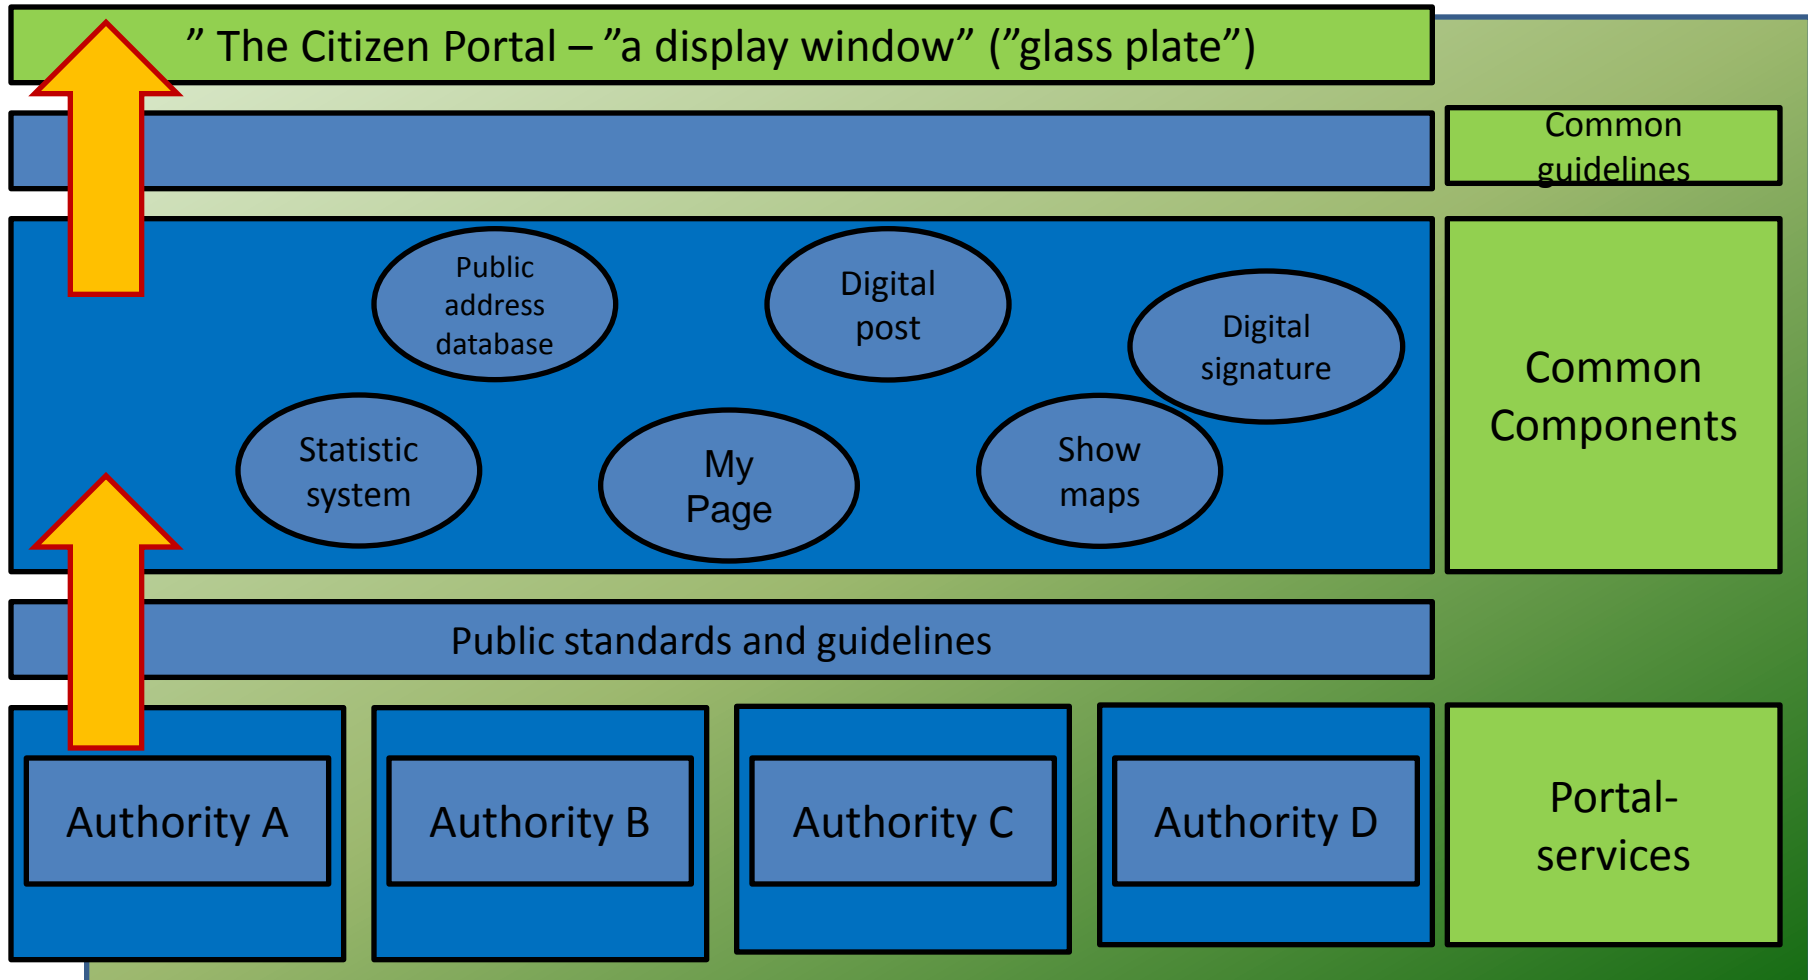 ” The Citizen Portal – ”a display window” (”glass plate”)
Common
guidelines
Public
address
database
Digital
post
Digital
signature
Statistic
system
My
Page
Show
maps
Common
Components
Public standards and guidelines
Authority A
Authority B
Authority C
Authority D
Portal-
services